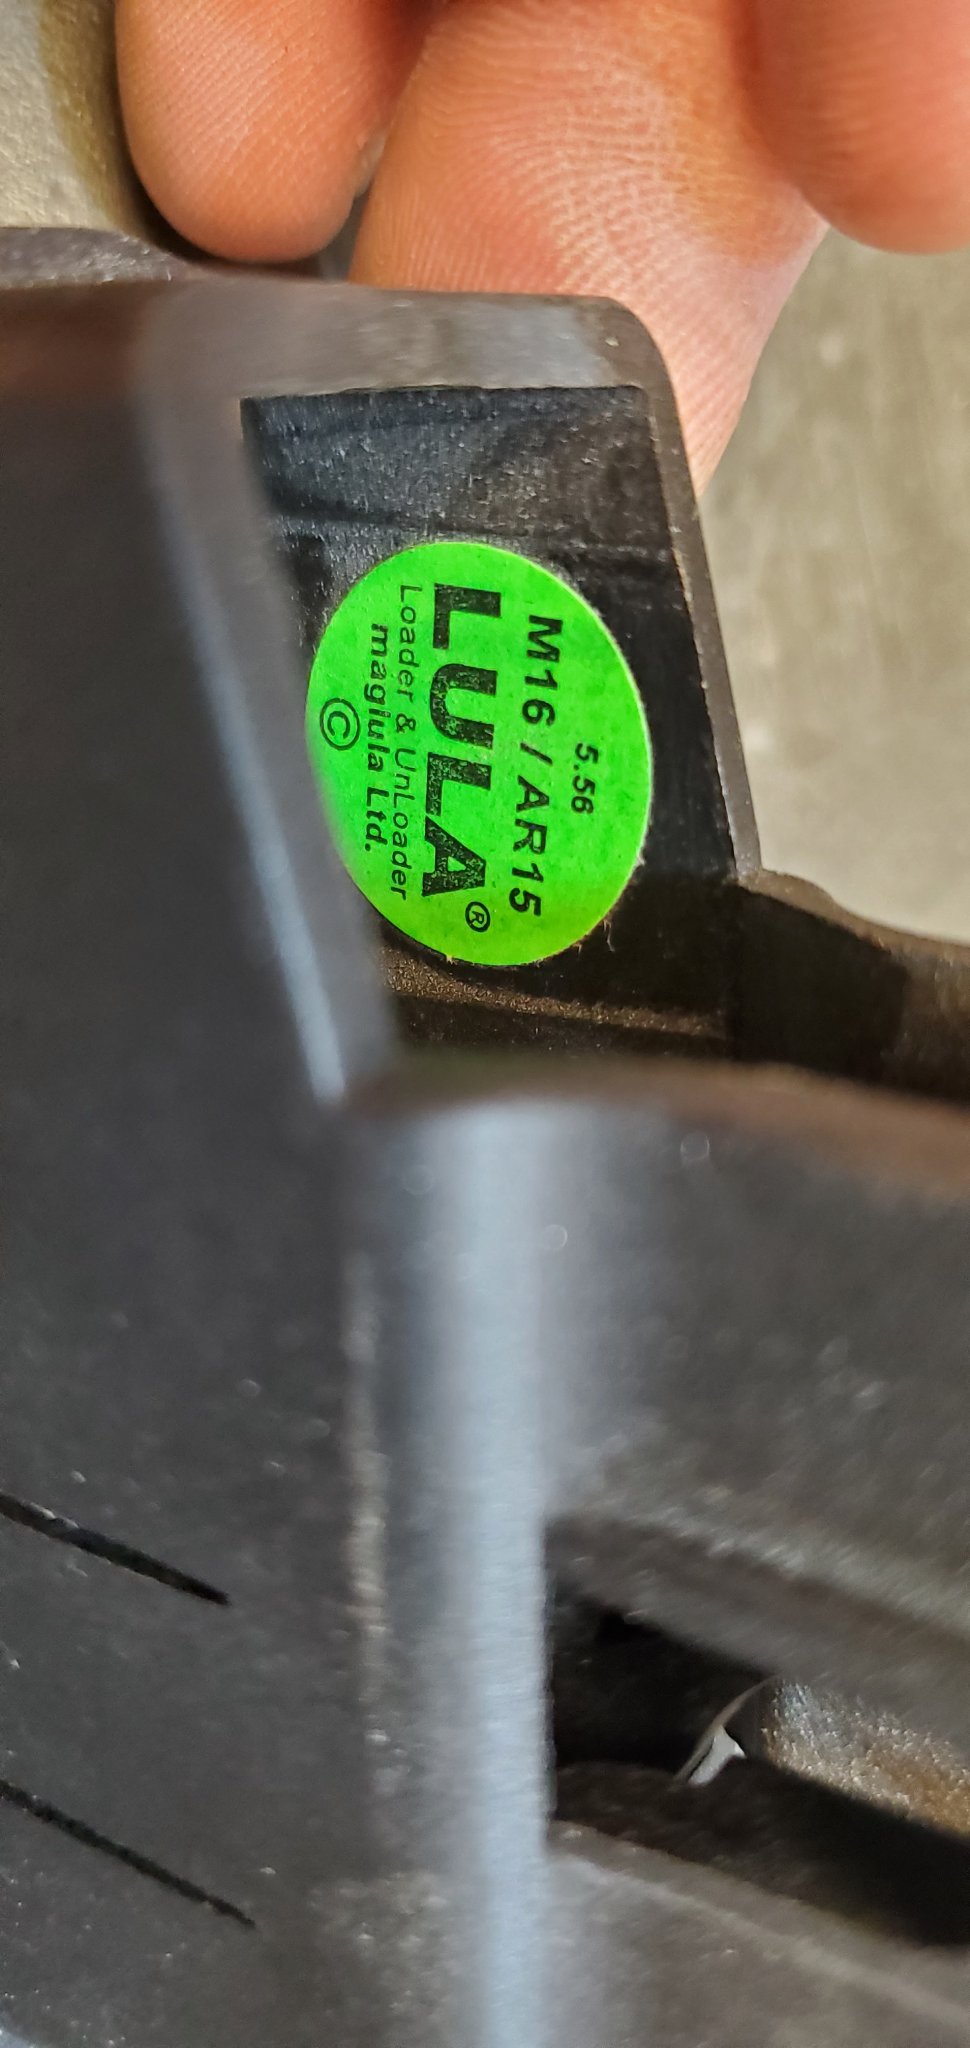 5.56
M16 / AR15
LULA®
Loader & UnLoader
maglula Ltd.
©